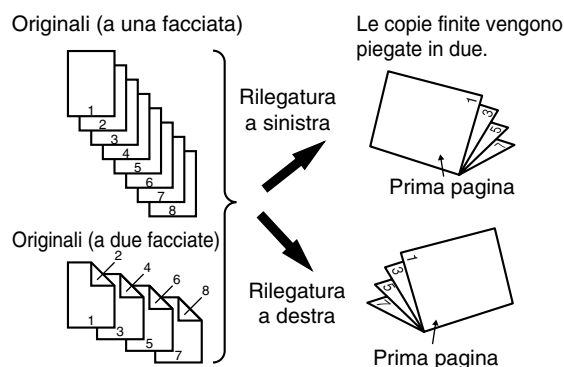 Originali (a una facciata)
1
2
3
4
5
6
7
8
Originali (a due facciate)
2
4
6
8
1
3
5
7
Rilegatura
a sinistra
Rilegatura
a destra
Le copie finite vengono
piegate in due.
1
3
5
7
Prima pagina
1
3
5
7
Prima pagina